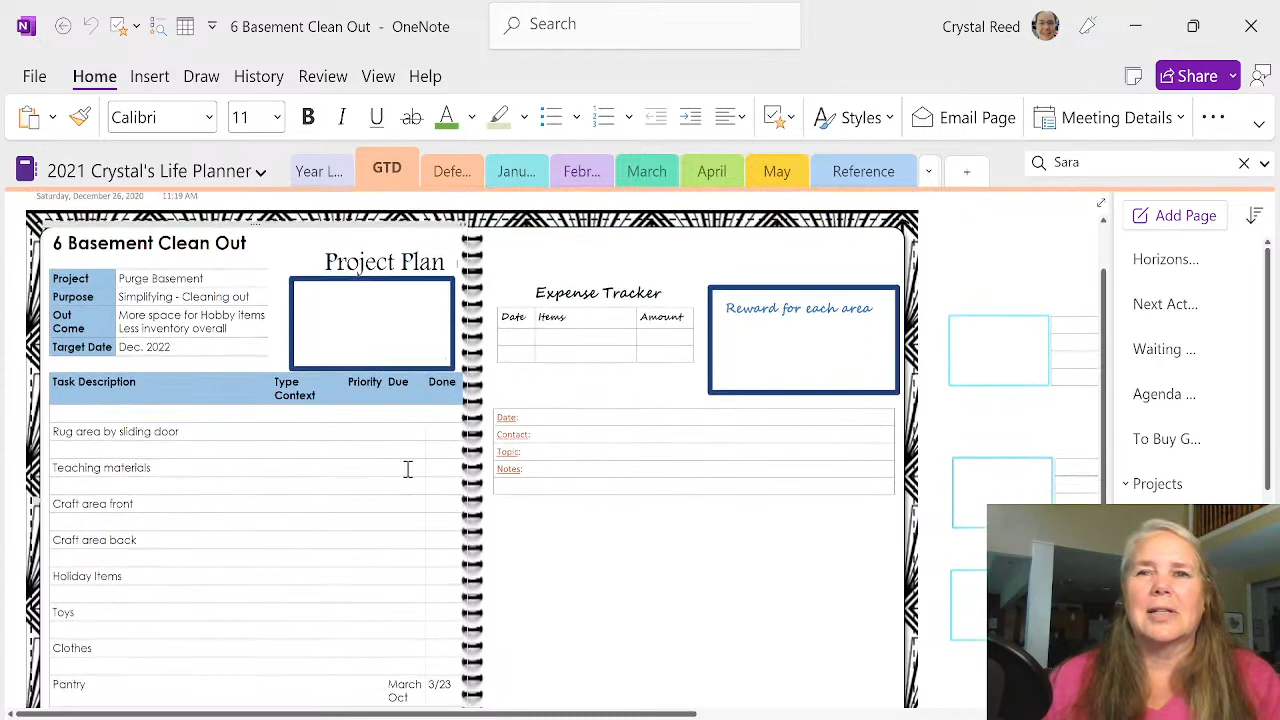 6 Basement Clean Out - OneNote
Search
Crystal Reed
File Home Insert Draw History Review View Help
Share
Calibri 11 B I U ab A Styles Email Page Meeting Details
2021 Crystal's Life Planner
Year L... GTD Defe... Janu... Febr... March April May Reference +
Sara
Saturday, December 26, 2020 11:19 AM
Add Page
Horizons...
Next Act...
Waiting ...
Agenda ...
To Buy G...
Projects
6 Basement Clean Out
Project Plan
Project Purge Basement
Purpose Simplifying - Clearing out
Out Come More room for hobby items
Less inventory overall
Target Date Dec. 2022
Task Description Type Context Priority Due Done
Rug area by sliding door
Teaching materials
Craft area front
Craft area back
Holiday Items
Toys
Clothes
Pantry March Oct 3/23
Expense Tracker
Date Items Amount
Reward for each area
Date:
Contact:
Topic:
Notes: